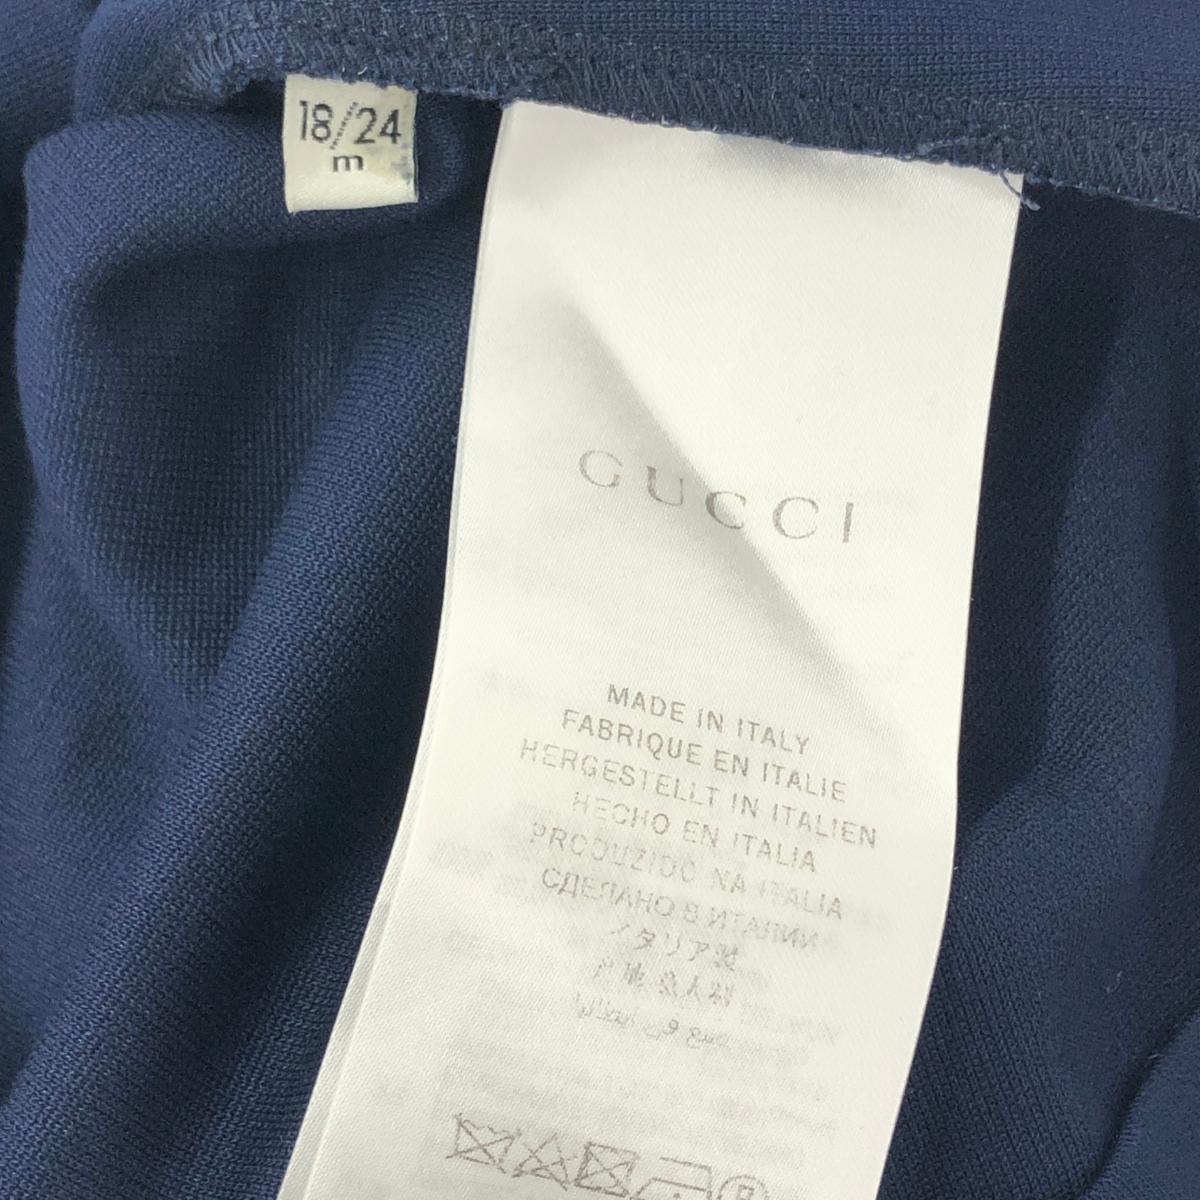 18/24
m
GUCCI
MADE IN ITALY
FABRIQUE EN ITALIE
HERGESTELLT IN ITALIEN
HECHO EN ITALIA
PRODUZIDO NA ITALIA
СДЕЛАНО В ИТАЛИИ
イタリア製
P